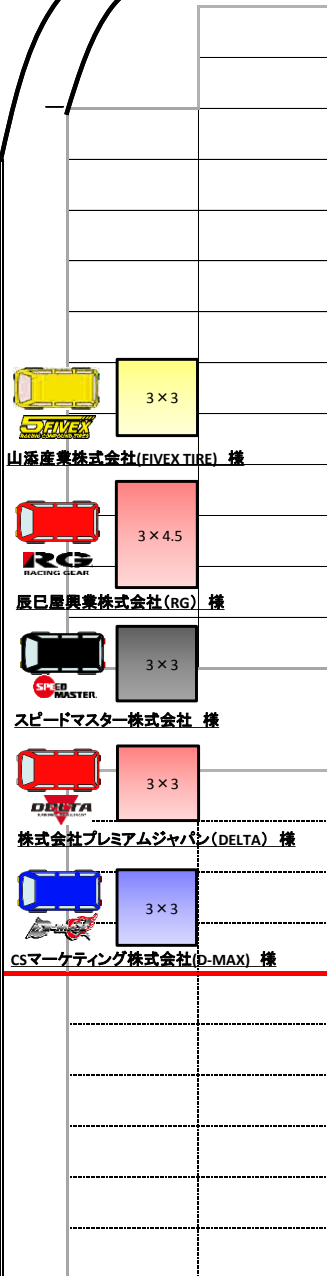 3×3
5FIVEX
RACING COMPOUND TIRES
山添産業株式会社(FIVEX TIRE) 様
3×4.5
RG
RACING GEAR
辰巳屋興業株式会社(RG) 様
3×3
SPEED
MASTER
スピードマスター株式会社 様
3×3
DELTA
株式会社プレミアムジャパン(DELTA) 様
3×3
CSマーケティング株式会社(D-MAX) 様